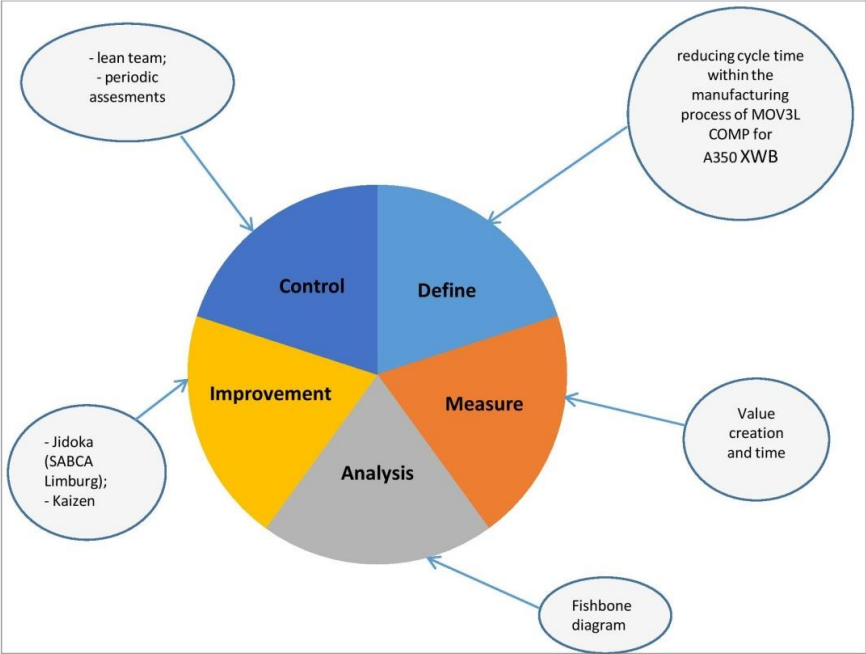 - lean team;
- periodic
assesments
reducing cycle time
within the
manufacturing
process of MOV3L
COMP for
A350 XWB
Control
Define
Improvement
Measure
Analysis
- Jidoka
(SABCA
Limburg);
- Kaizen
Value
creation
and time
Fishbone
diagram